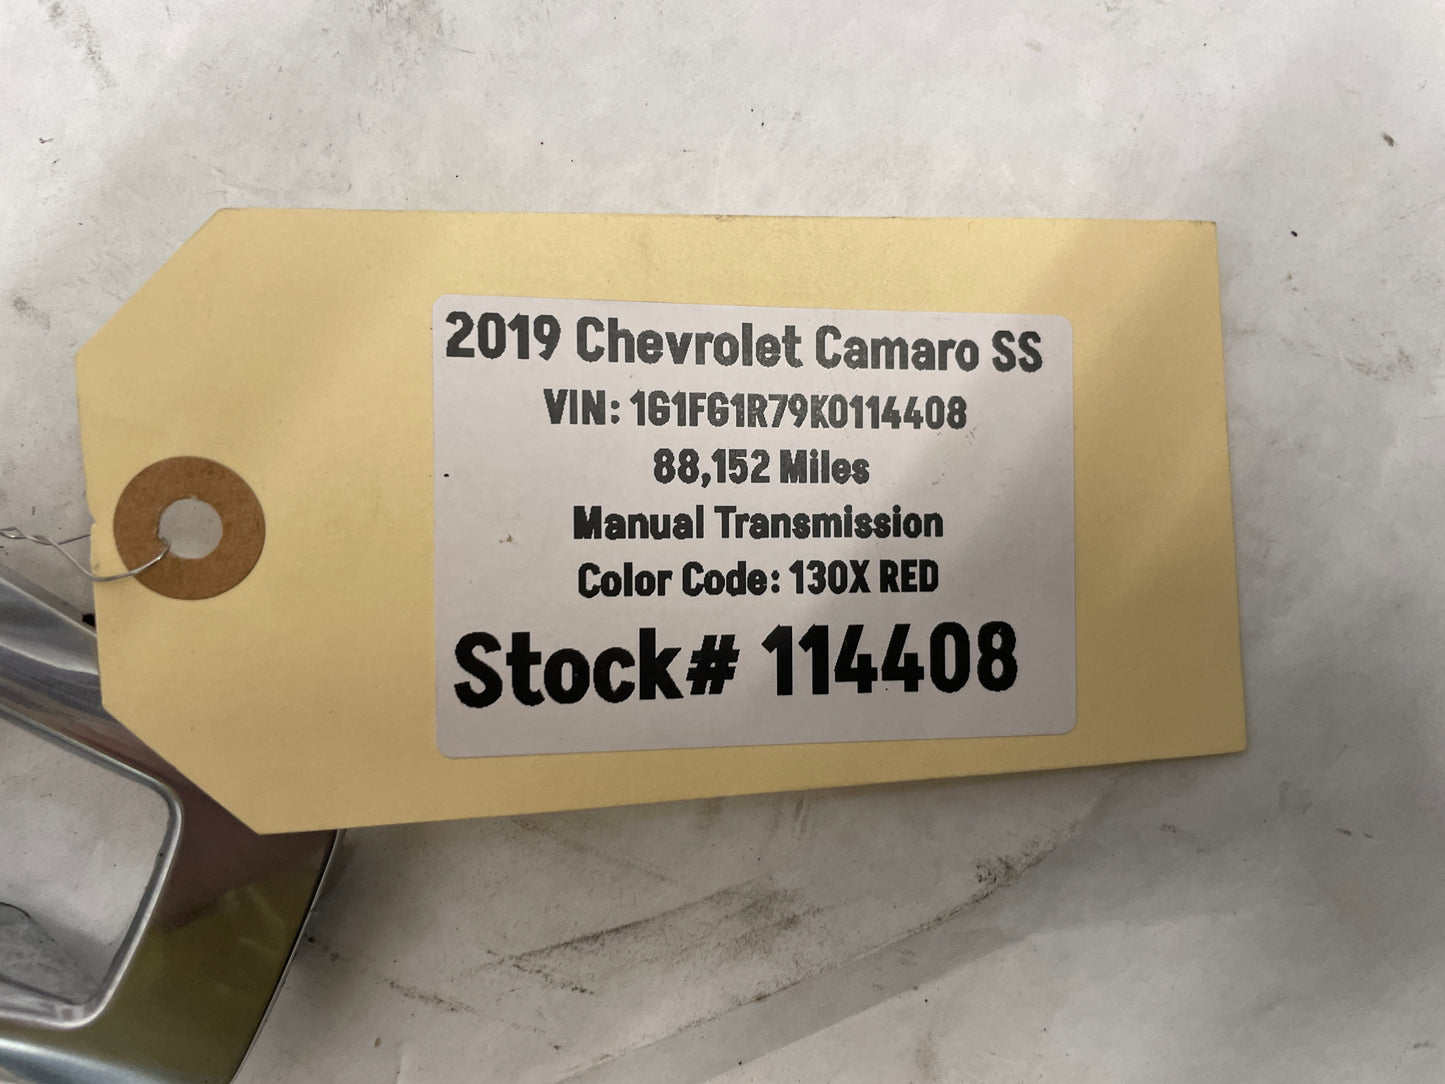 2019 Chevrolet Camaro SS
VIN: 1G1FG1R79K0114408
88,152 Miles
Manual Transmission
Color Code: 130X RED
Stock# 114408